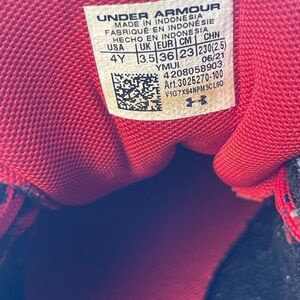 UNDER ARMOUR
MADE IN INDONESIA
FABRIQUÉ EN INDONÉSIE
HECHO EN INDONESIA
USA UK EUR CM CHN
4Y 3.5 36 23 230(2.5)
YMUI 06/21
4208058903
Art.3025270-100
V1G7X94NPM5CL9D